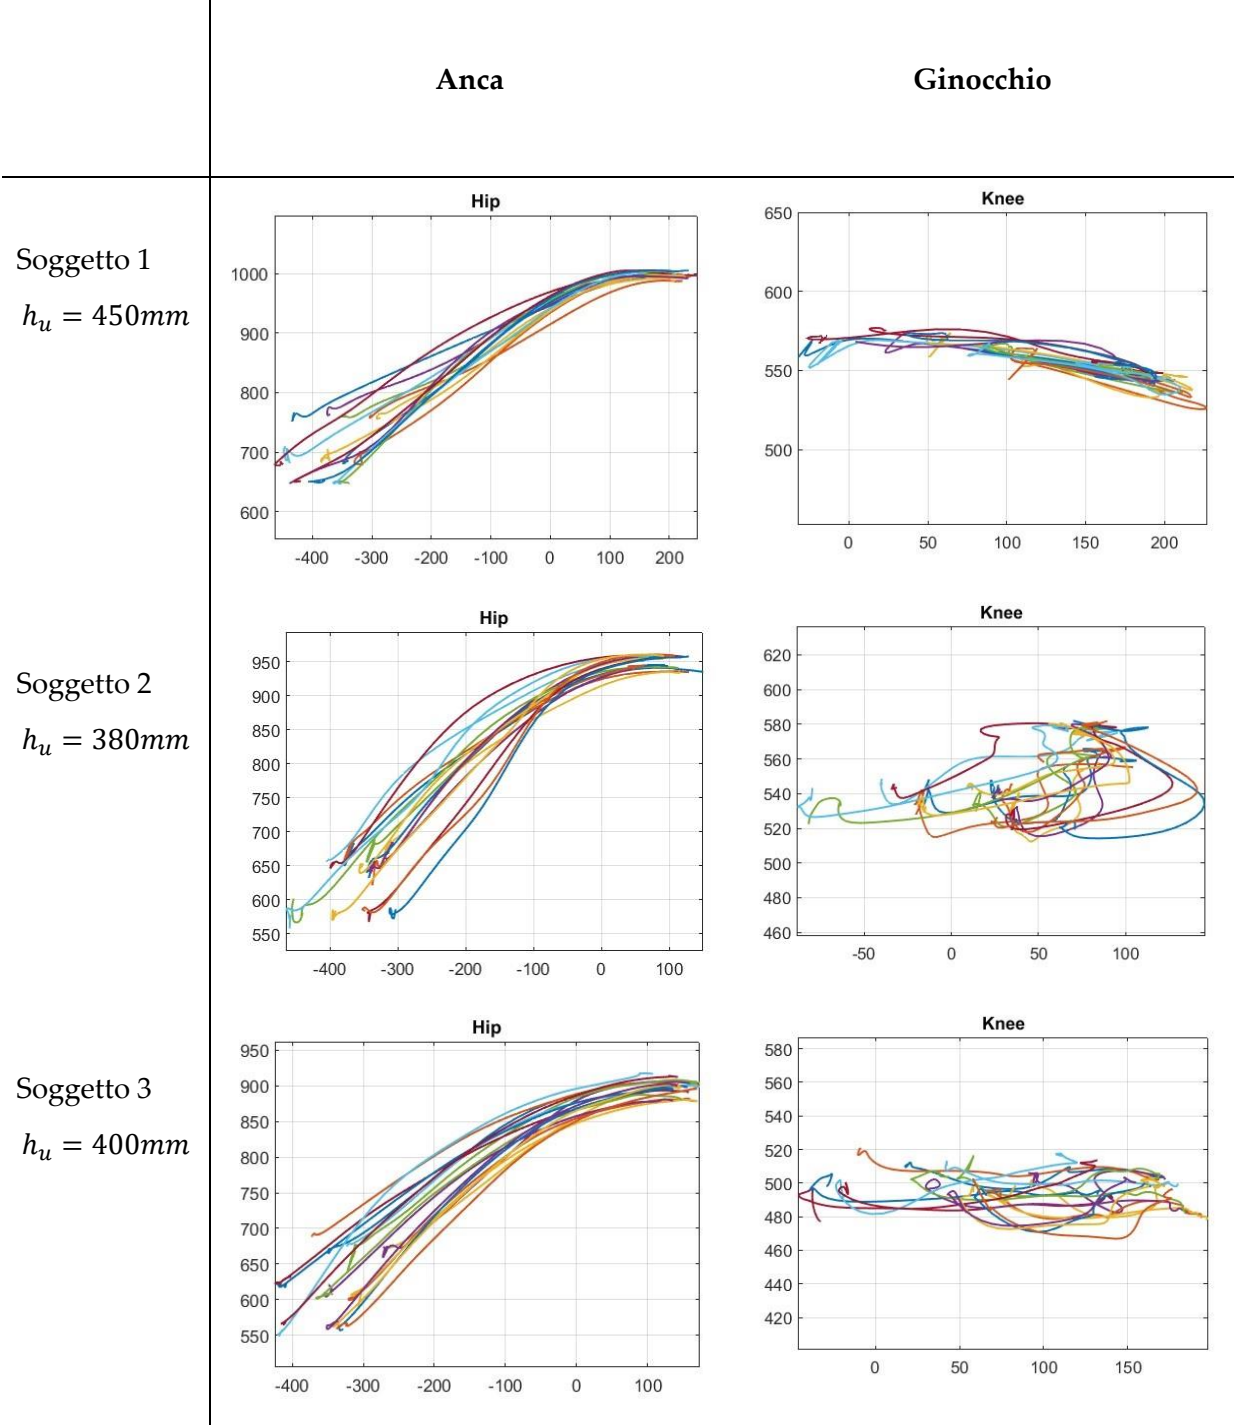 Anca Ginocchio
Soggetto 1
h_u = 450mm
Hip
1000
900
800
700
600
-400 -300 -200 -100 0 100 200
Knee
650
600
550
500
0 50 100 150 200
Soggetto 2
h_u = 380mm
Hip
950
900
850
800
750
700
650
600
550
-400 -300 -200 -100 0 100
Knee
620
600
580
560
540
520
500
480
460
-50 0 50 100
Soggetto 3
h_u = 400mm
Hip
950
900
850
800
750
700
650
600
550
-400 -300 -200 -100 0 100
Knee
580
560
540
520
500
480
460
440
420
0 50 100 150